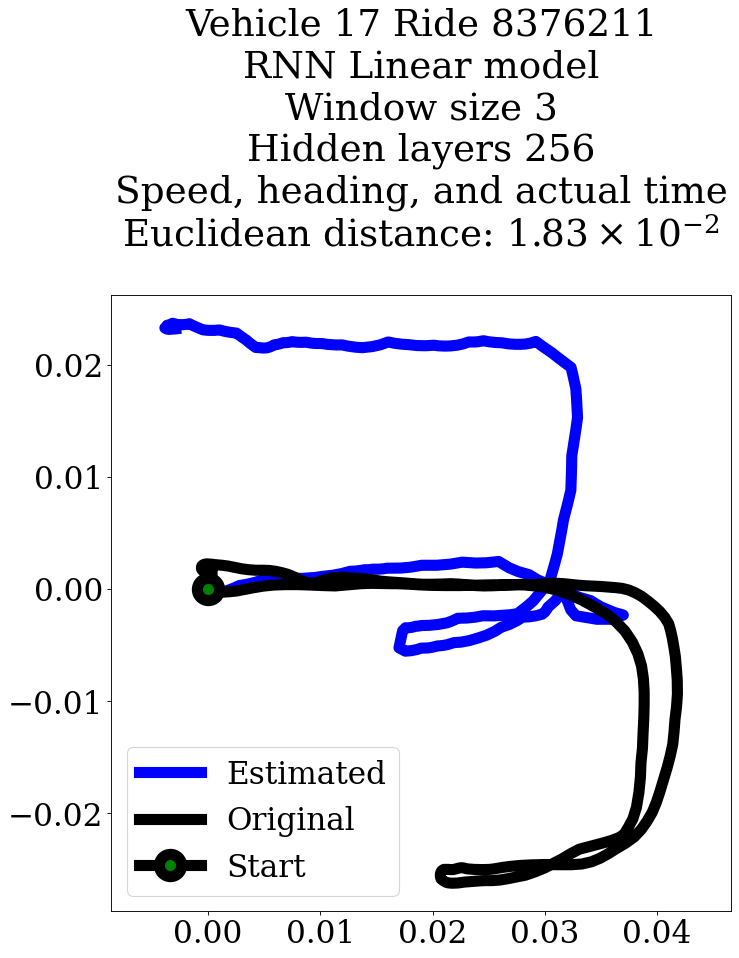 Vehicle 17 Ride 8376211
RNN Linear model
Window size 3
Hidden layers 256
Speed, heading, and actual time
Euclidean distance: 1.83 × 10⁻²
0.02
0.01
0.00
−0.01
−0.02
Estimated
Original
Start
0.00 0.01 0.02 0.03 0.04